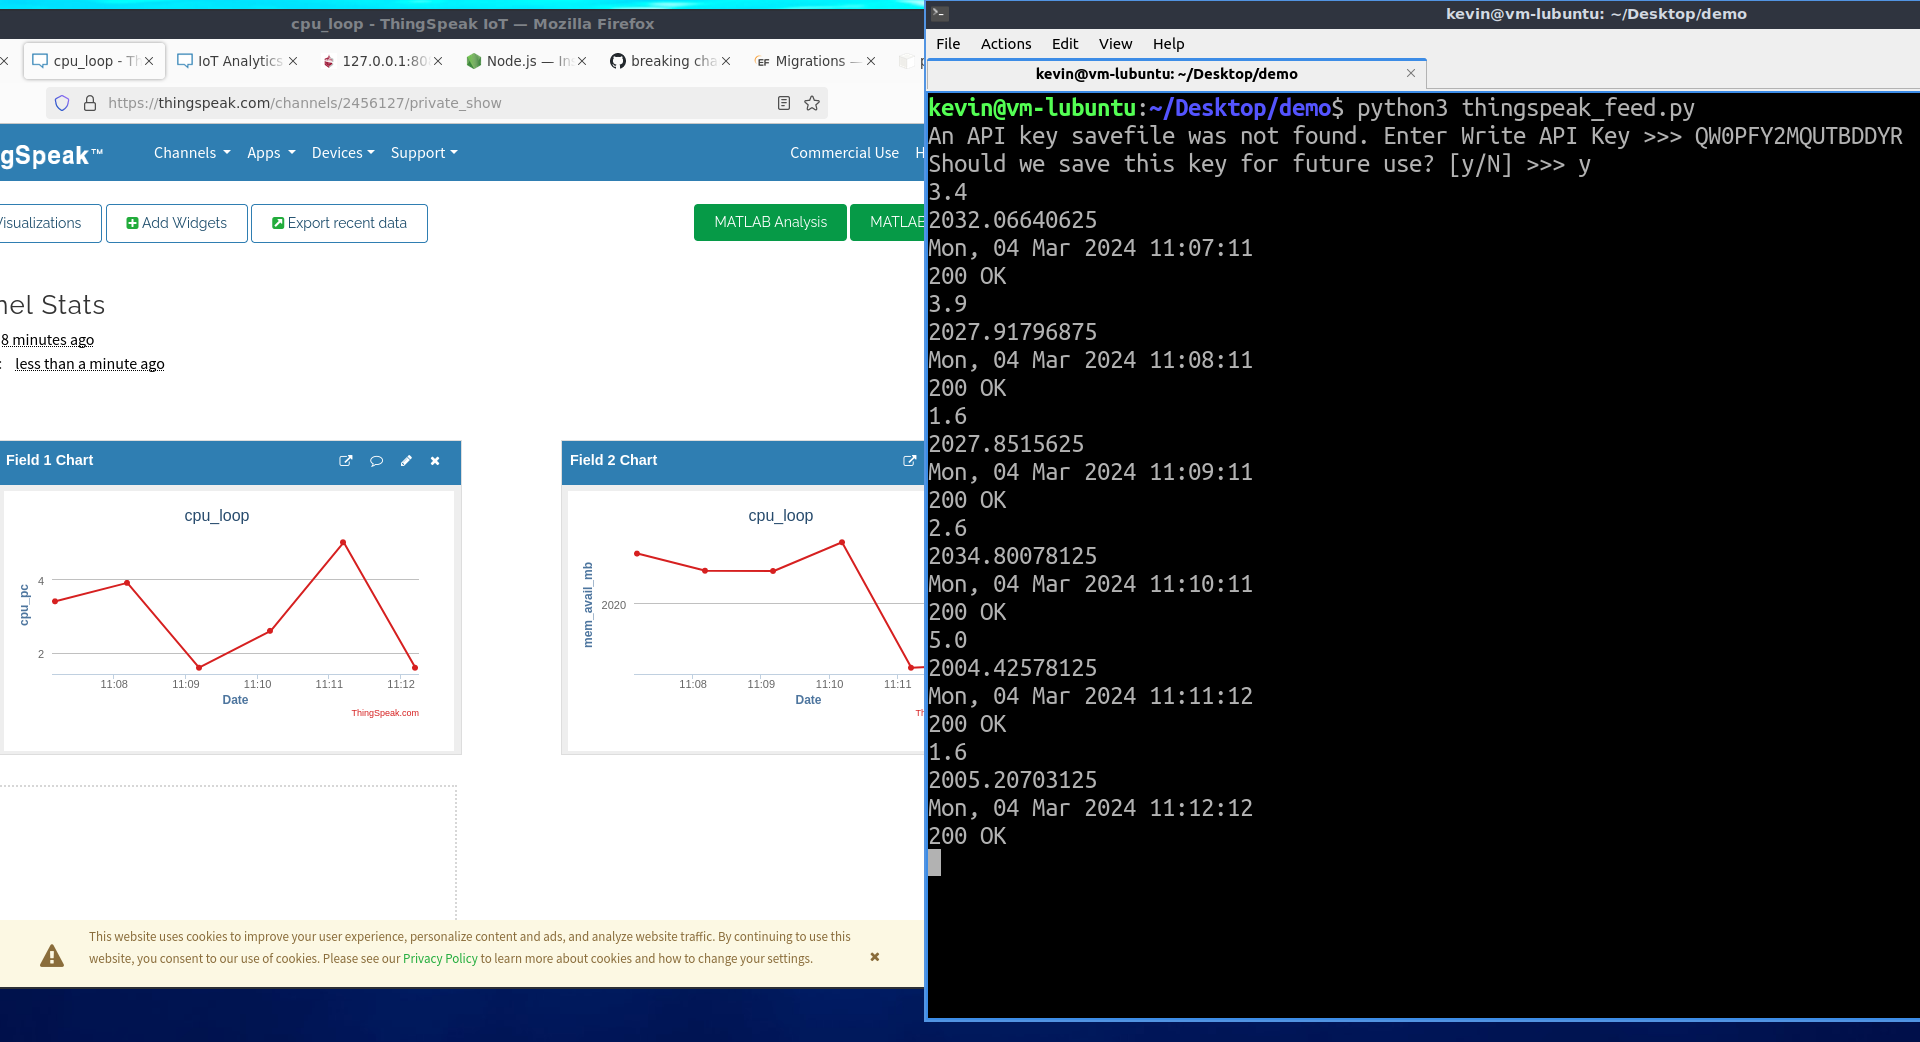 cpu_loop - ThingSpeak IoT — Mozilla Firefox
cpu_loop - Th
IoT Analytics
127.0.0.1:80
Node.js — In
breaking cha
Migrations —
https://thingspeak.com/channels/2456127/private_show
gSpeak™
Channels
Apps
Devices
Support
Commercial Use
H
Visualizations
Add Widgets
Export recent data
MATLAB Analysis
MATLAB
nel Stats
8 minutes ago
: less than a minute ago
Field 1 Chart
cpu_loop
cpu_pc
4
2
11:08
11:09
10:10
11:11
11:12
Date
ThingSpeak.com
Field 2 Chart
cpu_loop
mem_avail_mb
2020
11:08
11:09
11:10
11:11
Date
Th
This website uses cookies to improve your user experience, personalize content and ads, and analyze website traffic. By continuing to use this
website, you consent to our use of cookies. Please see our Privacy Policy to learn more about cookies and how to change your settings.
kevin@vm-lubuntu: ~/Desktop/demo
File Actions Edit View Help
kevin@vm-lubuntu: ~/Desktop/demo
kevin@vm-lubuntu:~/Desktop/demo$ python3 thingspeak_feed.py
An API key savefile was not found. Enter Write API Key >>> QW0PFY2MQUTBDDYR
Should we save this key for future use? [y/N] >>> y
3.4
2032.06640625
Mon, 04 Mar 2024 11:07:11
200 OK
3.9
2027.91796875
Mon, 04 Mar 2024 11:08:11
200 OK
1.6
2027.8515625
Mon, 04 Mar 2024 11:09:11
200 OK
2.6
2034.80078125
Mon, 04 Mar 2024 11:10:11
200 OK
5.0
2004.42578125
Mon, 04 Mar 2024 11:11:12
200 OK
1.6
2005.20703125
Mon, 04 Mar 2024 11:12:12
200 OK